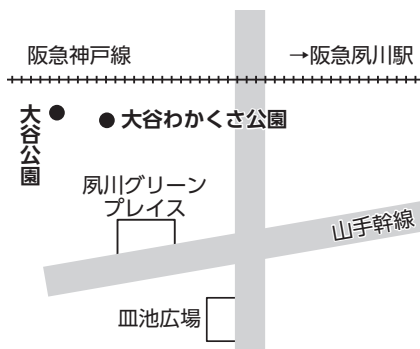 阪急神戸線
→阪急夙川駅
大谷公園
大谷わかくさ公園
夙川グリーン
プレイス
山手幹線
皿池広場